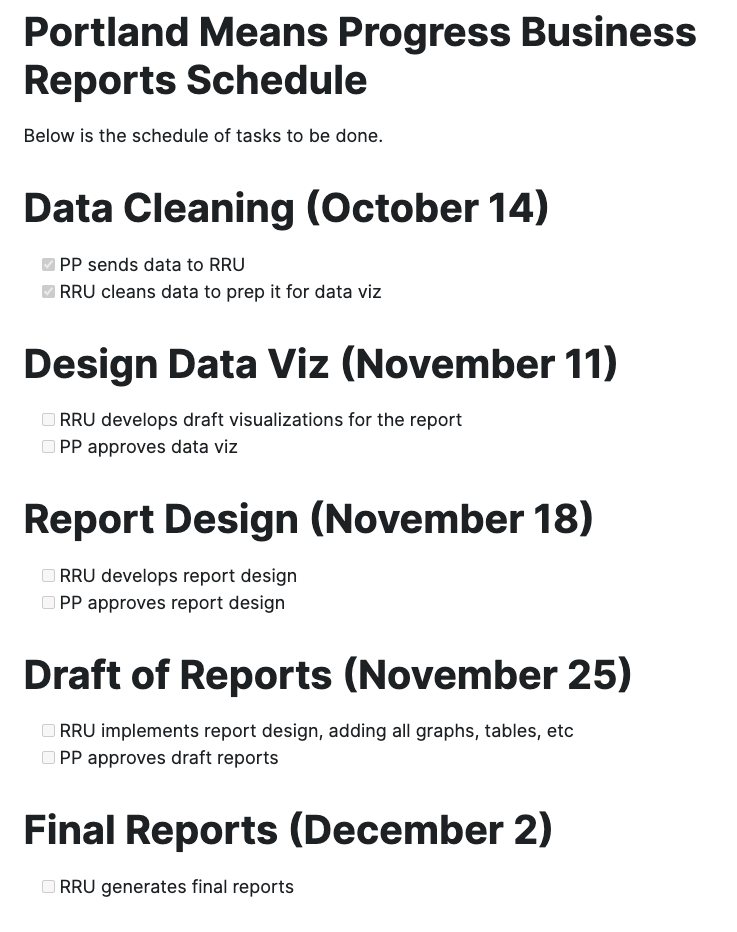 Portland Means Progress Business
Reports Schedule
Below is the schedule of tasks to be done.
Data Cleaning (October 14)
PP sends data to RRU
RRU cleans data to prep it for data viz
Design Data Viz (November 11)
RRU develops draft visualizations for the report
PP approves data viz
Report Design (November 18)
RRU develops report design
PP approves report design
Draft of Reports (November 25)
RRU implements report design, adding all graphs, tables, etc
PP approves draft reports
Final Reports (December 2)
RRU generates final reports